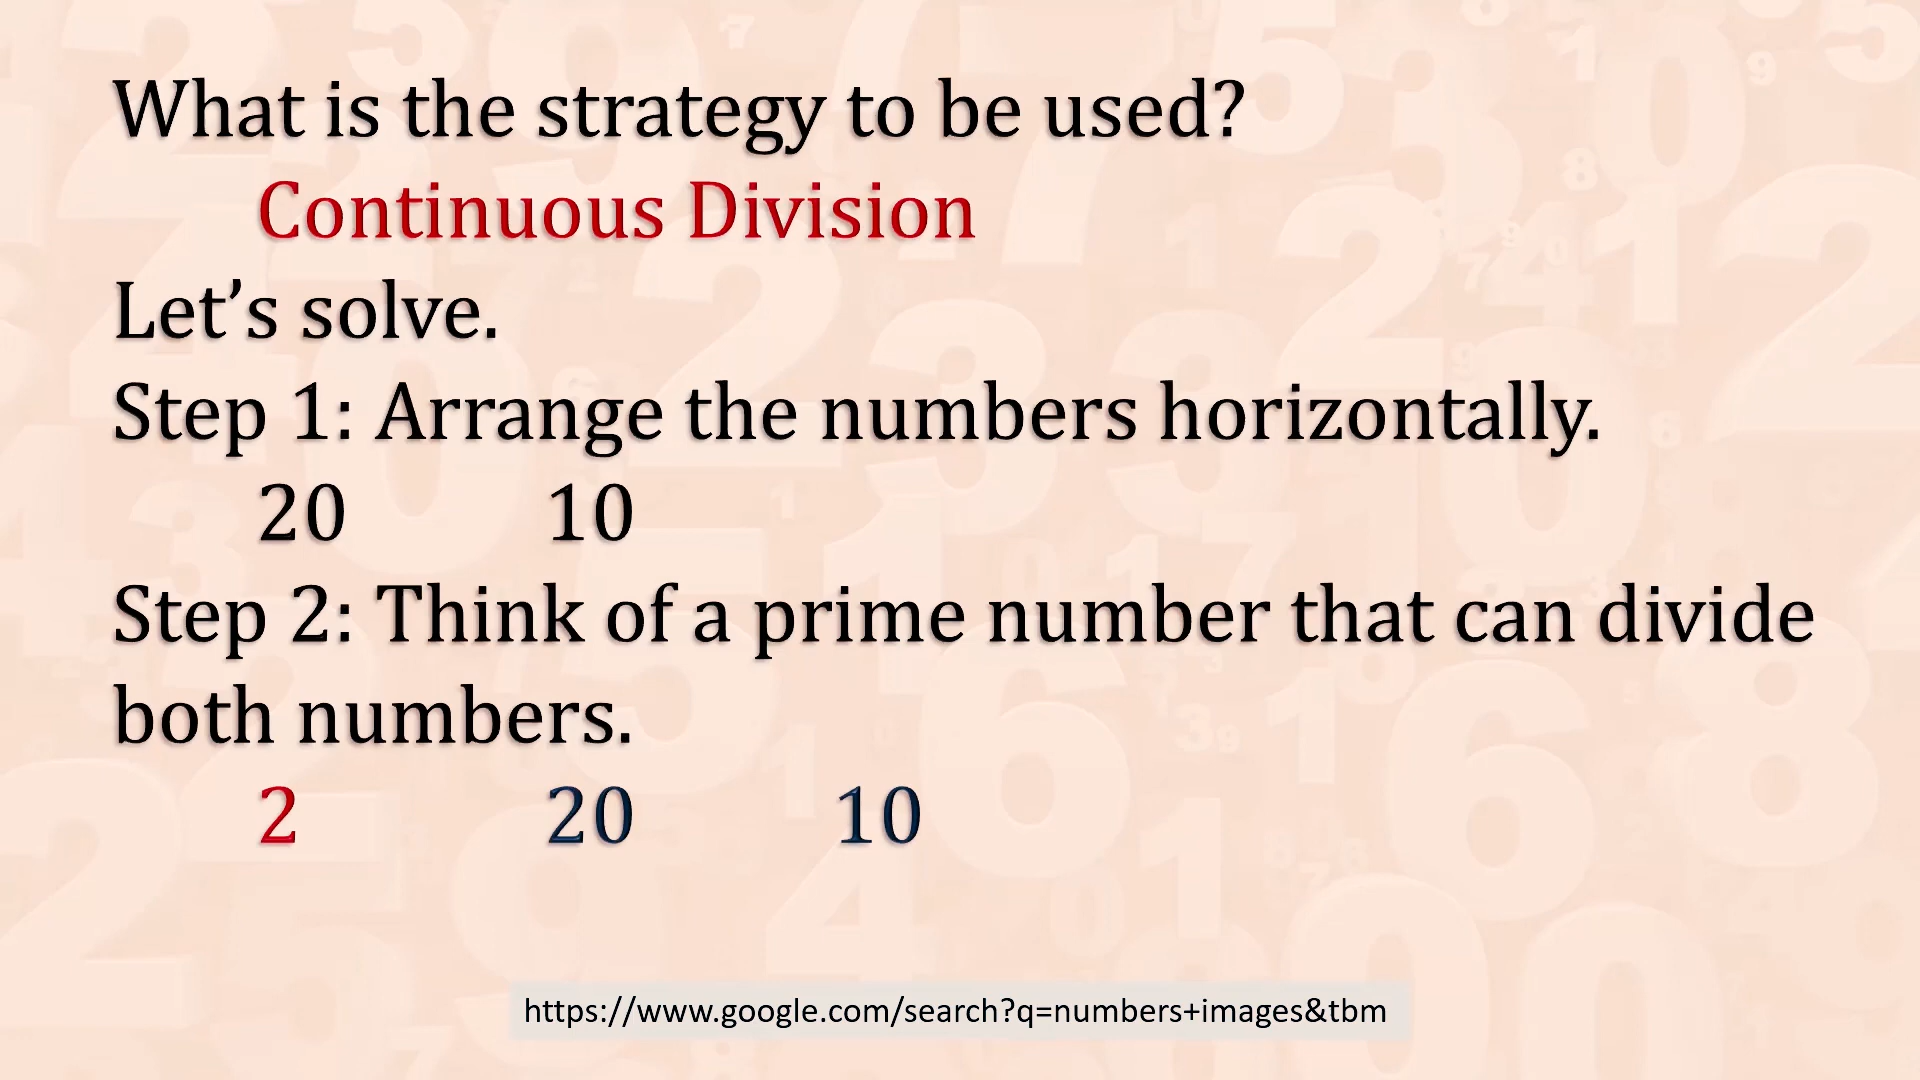 What is the strategy to be used?
Continuous Division
Let’s solve.
Step 1: Arrange the numbers horizontally.
20 10
Step 2: Think of a prime number that can divide
both numbers.
2 20 10
https://www.google.com/search?q=numbers+images&tbm